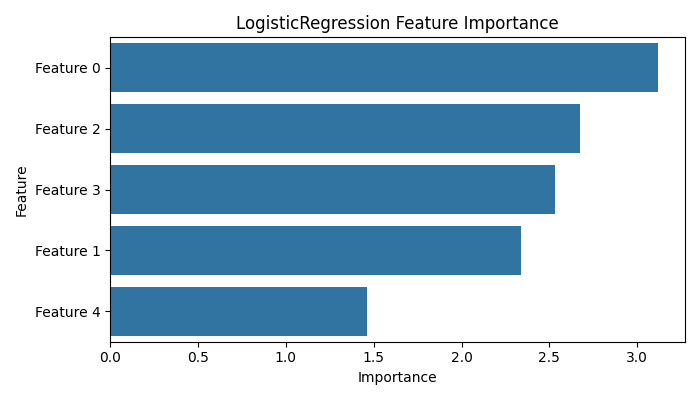 LogisticRegression Feature Importance
Feature 0
Feature 2
Feature 3
Feature 1
Feature 4
Feature
0.0 0.5 1.0 1.5 2.0 2.5 3.0
Importance